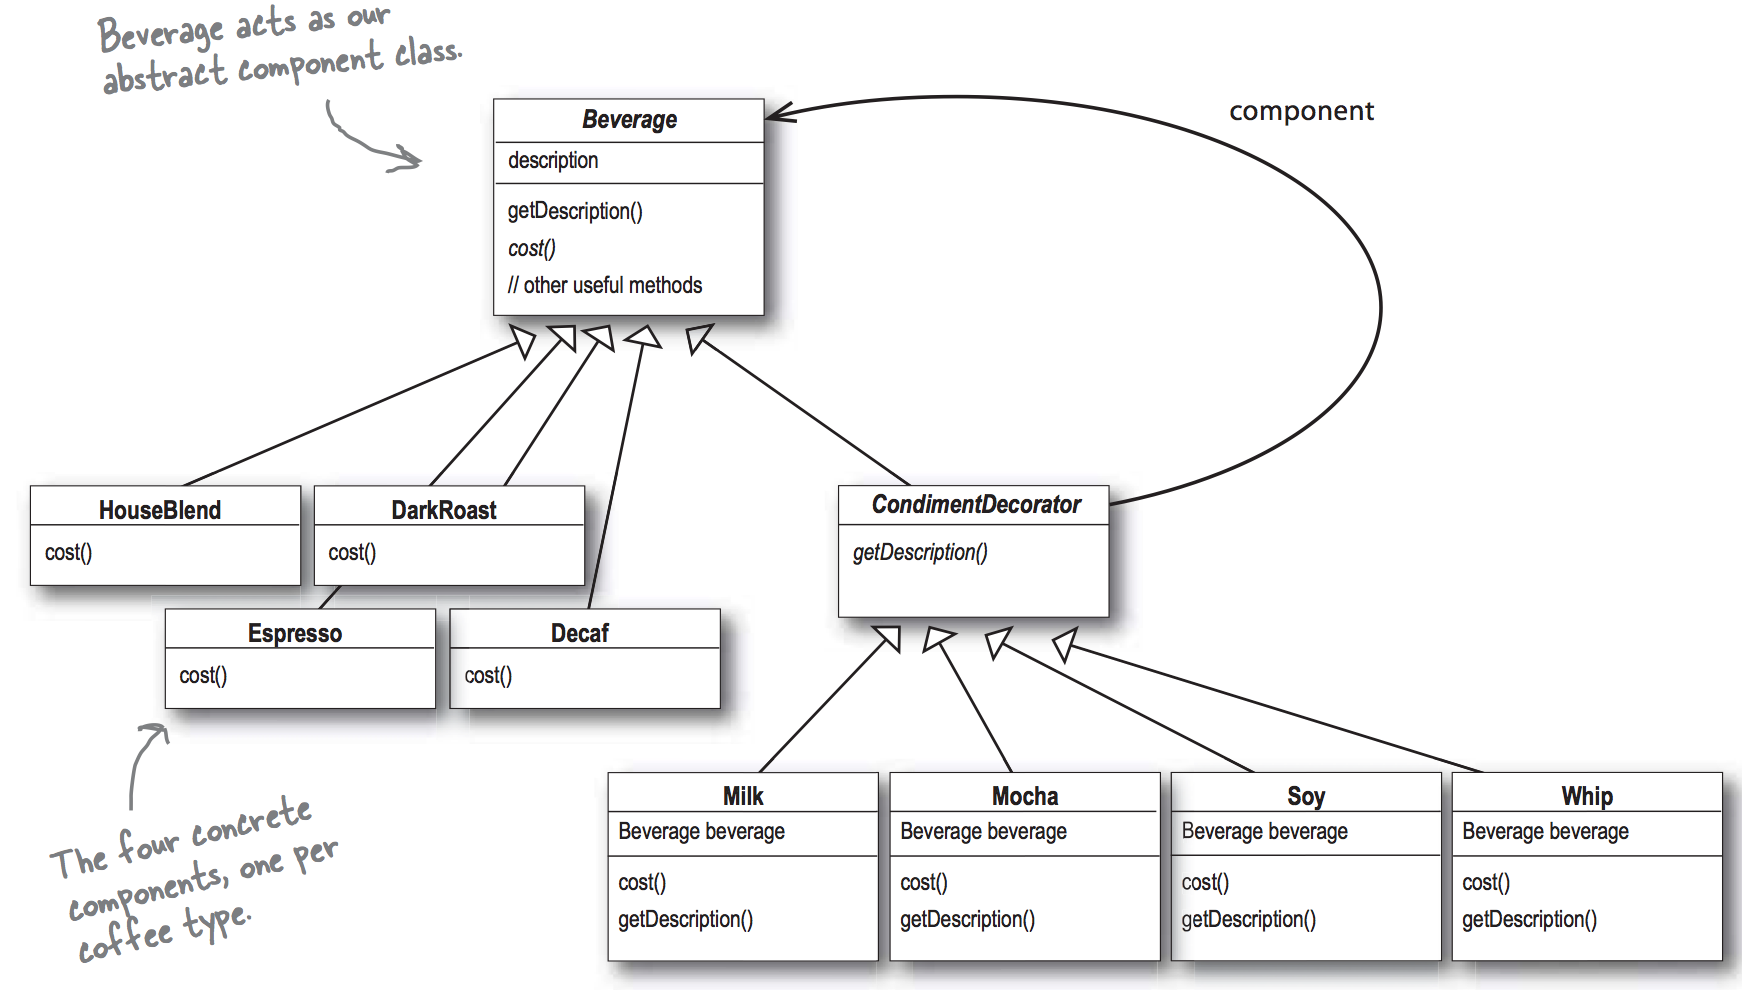 Beverage acts as our
abstract component class.
component
Beverage
description
getDescription()
cost()
// other useful methods
HouseBlend
cost()
DarkRoast
cost()
CondimentDecorator
getDescription()
Espresso
cost()
Decaf
cost()
The four concrete
components, one per
coffee type.
Milk
Beverage beverage
cost()
getDescription()
Mocha
Beverage beverage
cost()
getDescription()
Soy
Beverage beverage
cost()
getDescription()
Whip
Beverage beverage
cost()
getDescription()